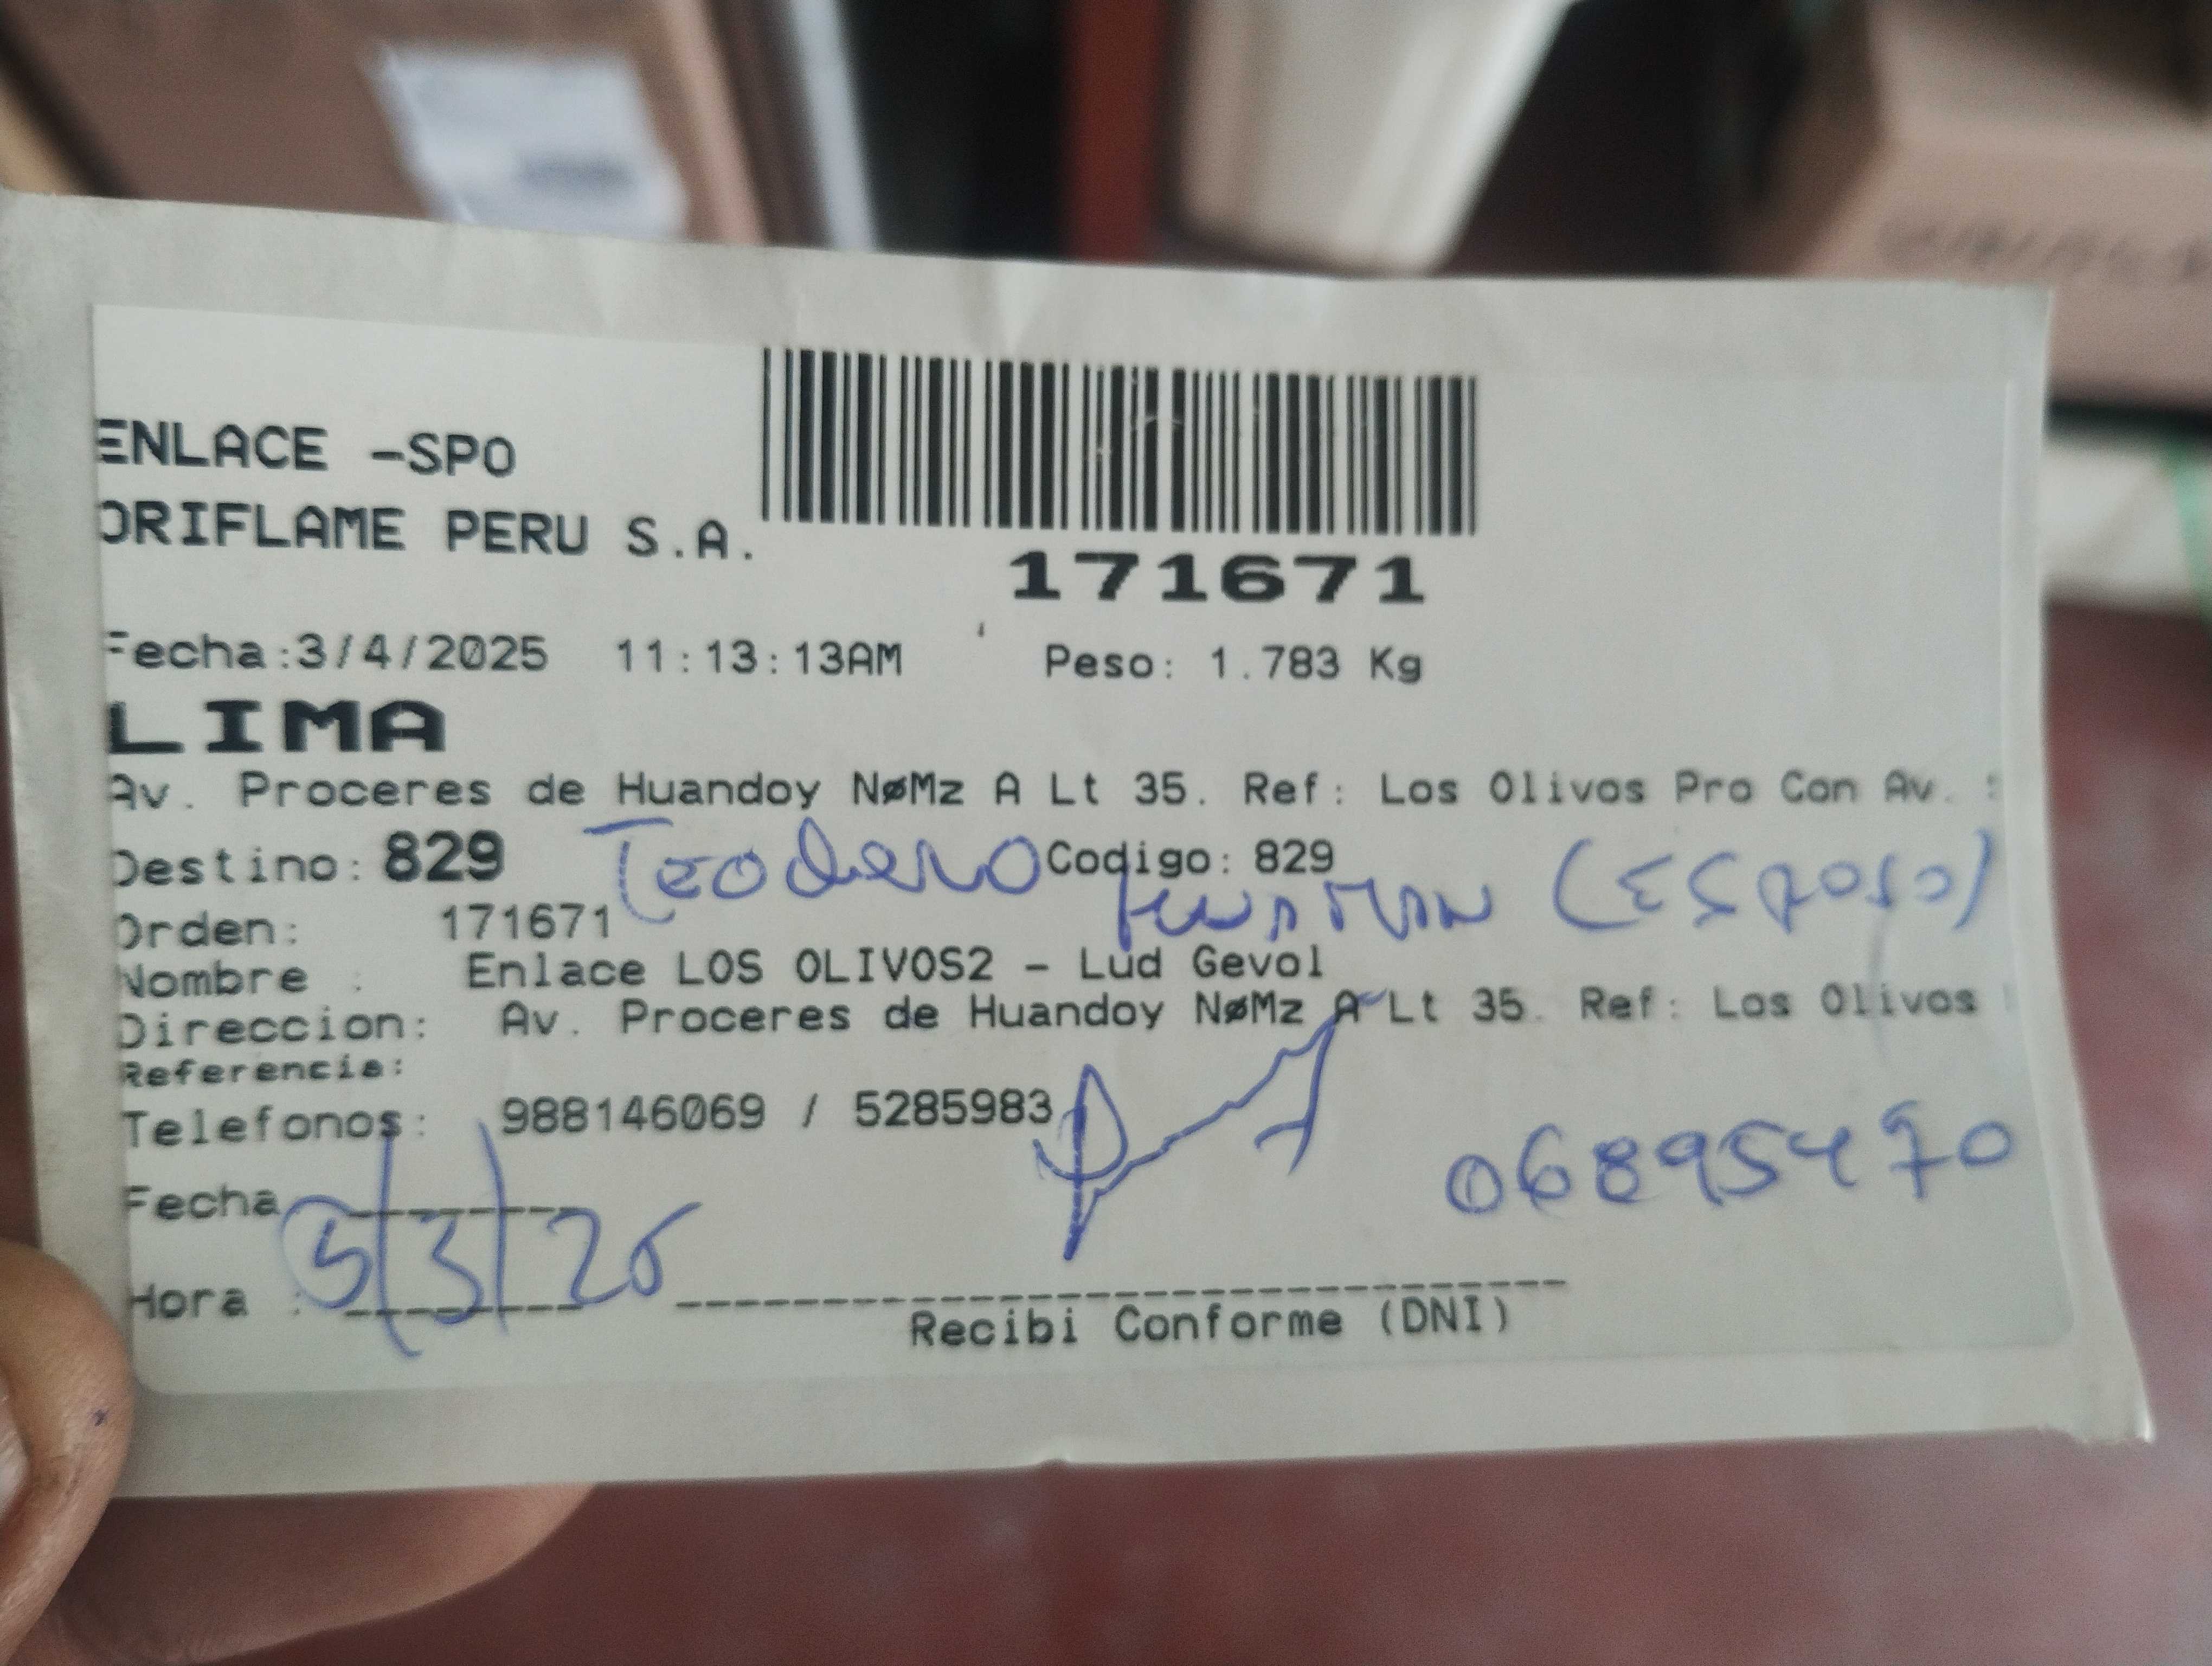 ENLACE -SPO
ORIFLAME PERU S.A.
171671
Fecha:3/4/2025 11:13:13AM Peso: 1.783 Kg
LIMA
Av. Proceres de Huandoy NøMz A Lt 35. Ref: Los Olivos Pro Con Av.
Destino: 829 Teodoro Codigo: 829
Huaman (Esposo)
Orden: 171671
Nombre : Enlace LOS OLIVOS2 - Lud Gevol
Direccion: Av. Proceres de Huandoy NøMz A Lt 35. Ref: Los Olivos
Referencia:
Telefonos: 988146069 / 5285983
06895470
Fecha 5/3/25
Hora :
Recibi Conforme (DNI)